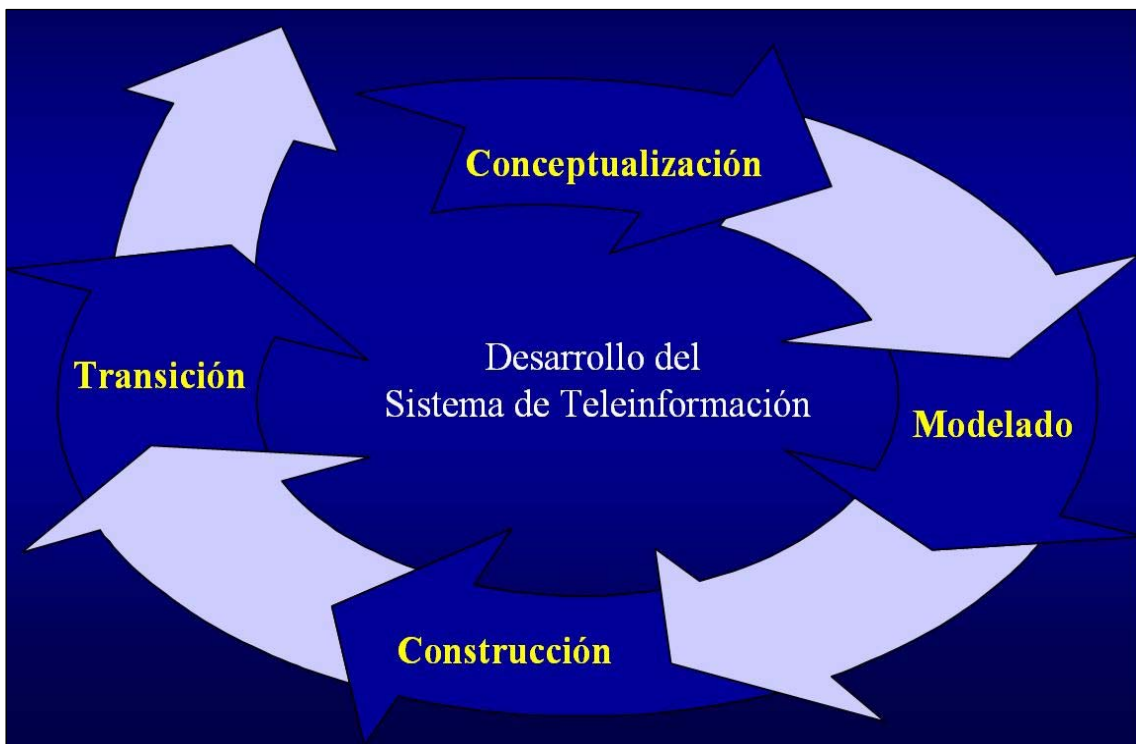 Conceptualización
Desarrollo del
Sistema de Teleinformación
Transición
Modelado
Construcción